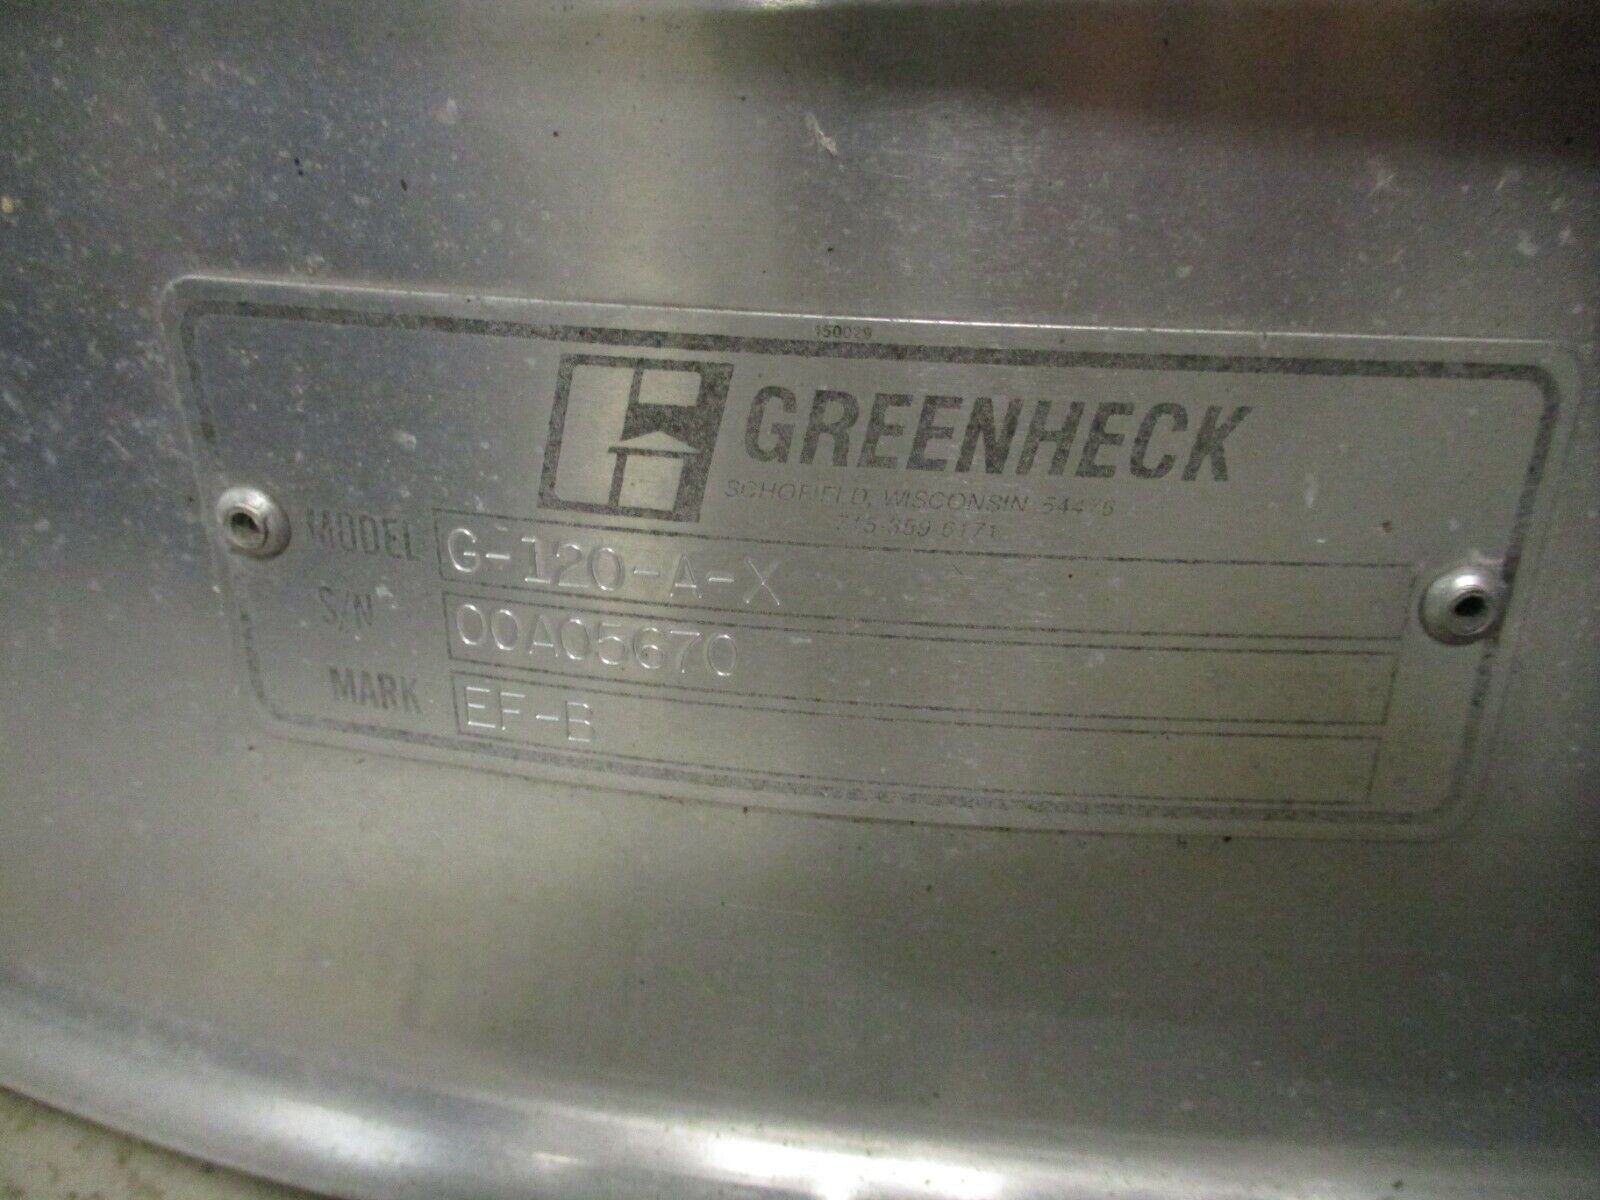 150029
GREENHECK
SCHOFIELD, WISCONSIN 54476
715-359-6171
MODEL G-120-A-X
S/N 00A05670
MARK EF-B